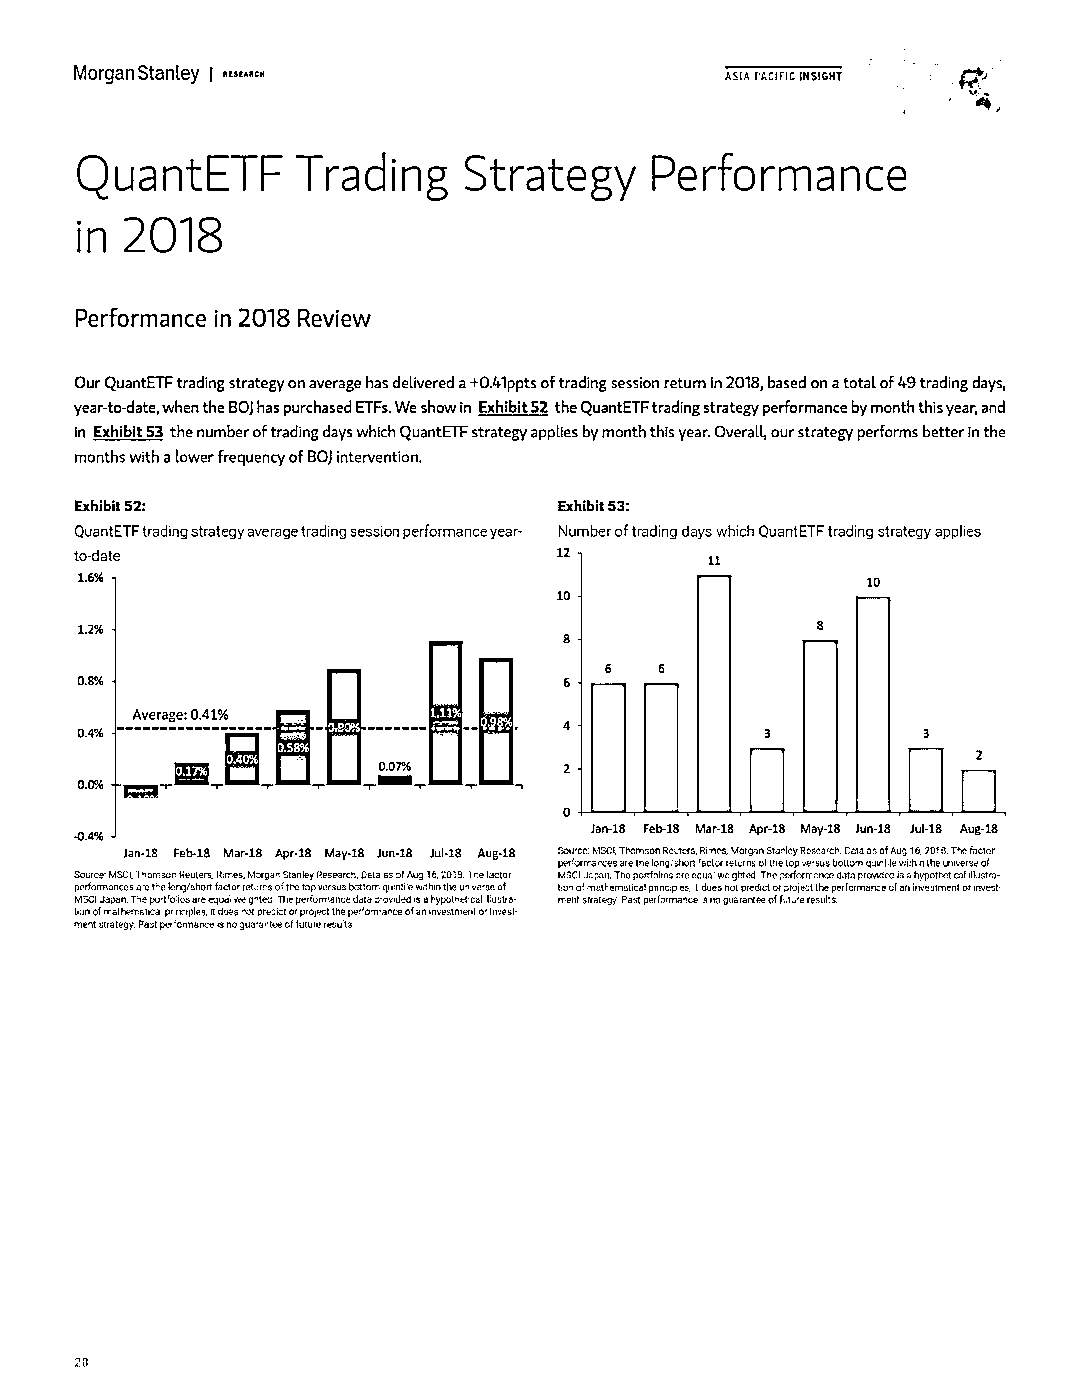 Morgan Stanley | RESEARCH
ASIA PACIFIC INSIGHT
QuantETF Trading Strategy Performance
in 2018
Performance in 2018 Review
Our QuantETF trading strategy on average has delivered a +0.41ppts of trading session return in 2018, based on a total of 49 trading days,
year-to-date, when the BOJ has purchased ETFs. We show in Exhibit 52 the QuantETF trading strategy performance by month this year, and
in Exhibit 53 the number of trading days which QuantETF strategy applies by month this year. Overall, our strategy performs better in the
months with a lower frequency of BOJ intervention.
Exhibit 52:
QuantETF trading strategy average trading session performance year-
to-date
1.6%
1.2%
0.8%
0.4%
0.0%
-0.4%
Average: 0.41%
0.17%
0.40%
0.58%
0.90%
0.07%
1.11%
0.98%
Jan-18 Feb-18 Mar-18 Apr-18 May-18 Jun-18 Jul-18 Aug-18
Source: MSCI, Thomson Reuters, Rimes, Morgan Stanley Research, Data as of Aug 16, 2018. The factor
performances are the long/short factor returns of the top versus bottom quintile within the universe of
MSCI Japan. The portfolios are equal weighted. The performance data provided is a hypothetical illustra-
tion of mathematical principles, it does not predict or project the performance of an investment or invest-
ment strategy. Past performance is no guarantee of future results.
Exhibit 53:
Number of trading days which QuantETF trading strategy applies
12
10
8
6
4
2
0
6
6
11
3
8
10
3
2
Jan-18 Feb-18 Mar-18 Apr-18 May-18 Jun-18 Jul-18 Aug-18
Source: MSCI, Thomson Reuters, Rimes, Morgan Stanley Research. Data as of Aug 16, 2018. The factor
performances are the long/short factor returns of the top versus bottom quintile within the universe of
MSCI Japan. The portfolios are equal weighted. The performance data provided is a hypothetical illustra-
tion of mathematical principles, it does not predict or project the performance of an investment or invest-
ment strategy. Past performance is no guarantee of future results.
28